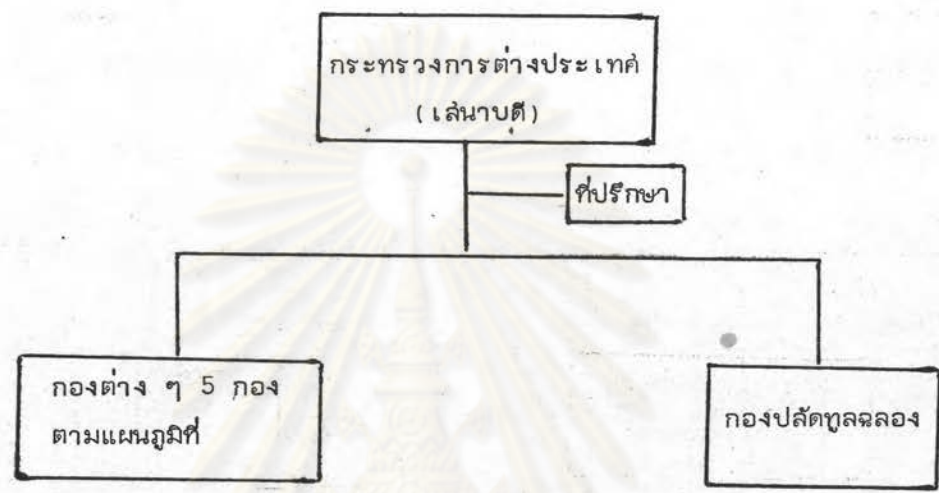 กระทรวงการต่างประเทศ
(เสนาบดี)
ที่ปรึกษา
กองต่าง ๆ 5 กอง
ตามแผนภูมิที่
กองปลัดทูลฉลอง